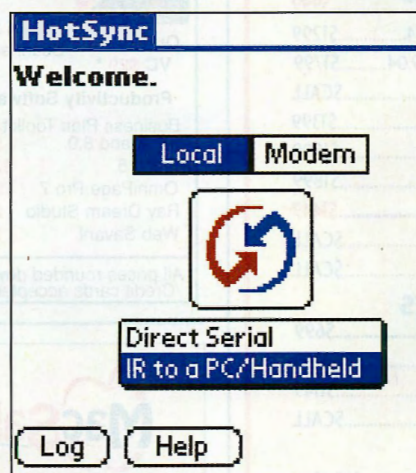 HotSync
Welcome.
Local Modem
Direct Serial
IR to a PC/Handheld
Log Help